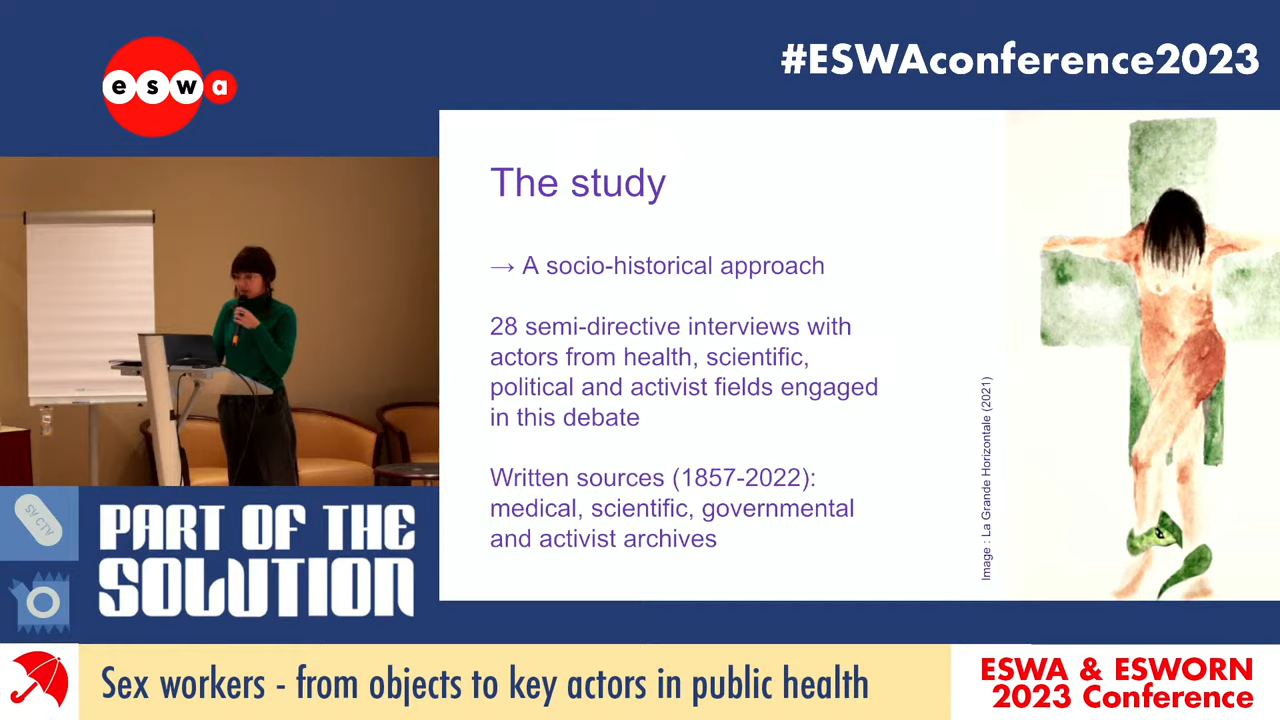 eswa
#ESWAconference2023
The study
→ A socio-historical approach
28 semi-directive interviews with
actors from health, scientific,
political and activist fields engaged
in this debate
Written sources (1857-2022):
medical, scientific, governmental
and activist archives
Image : La Grande Horizontale (2021)
PART OF THE
SOLUTION
Sex workers - from objects to key actors in public health
ESWA & ESWORN
2023 Conference